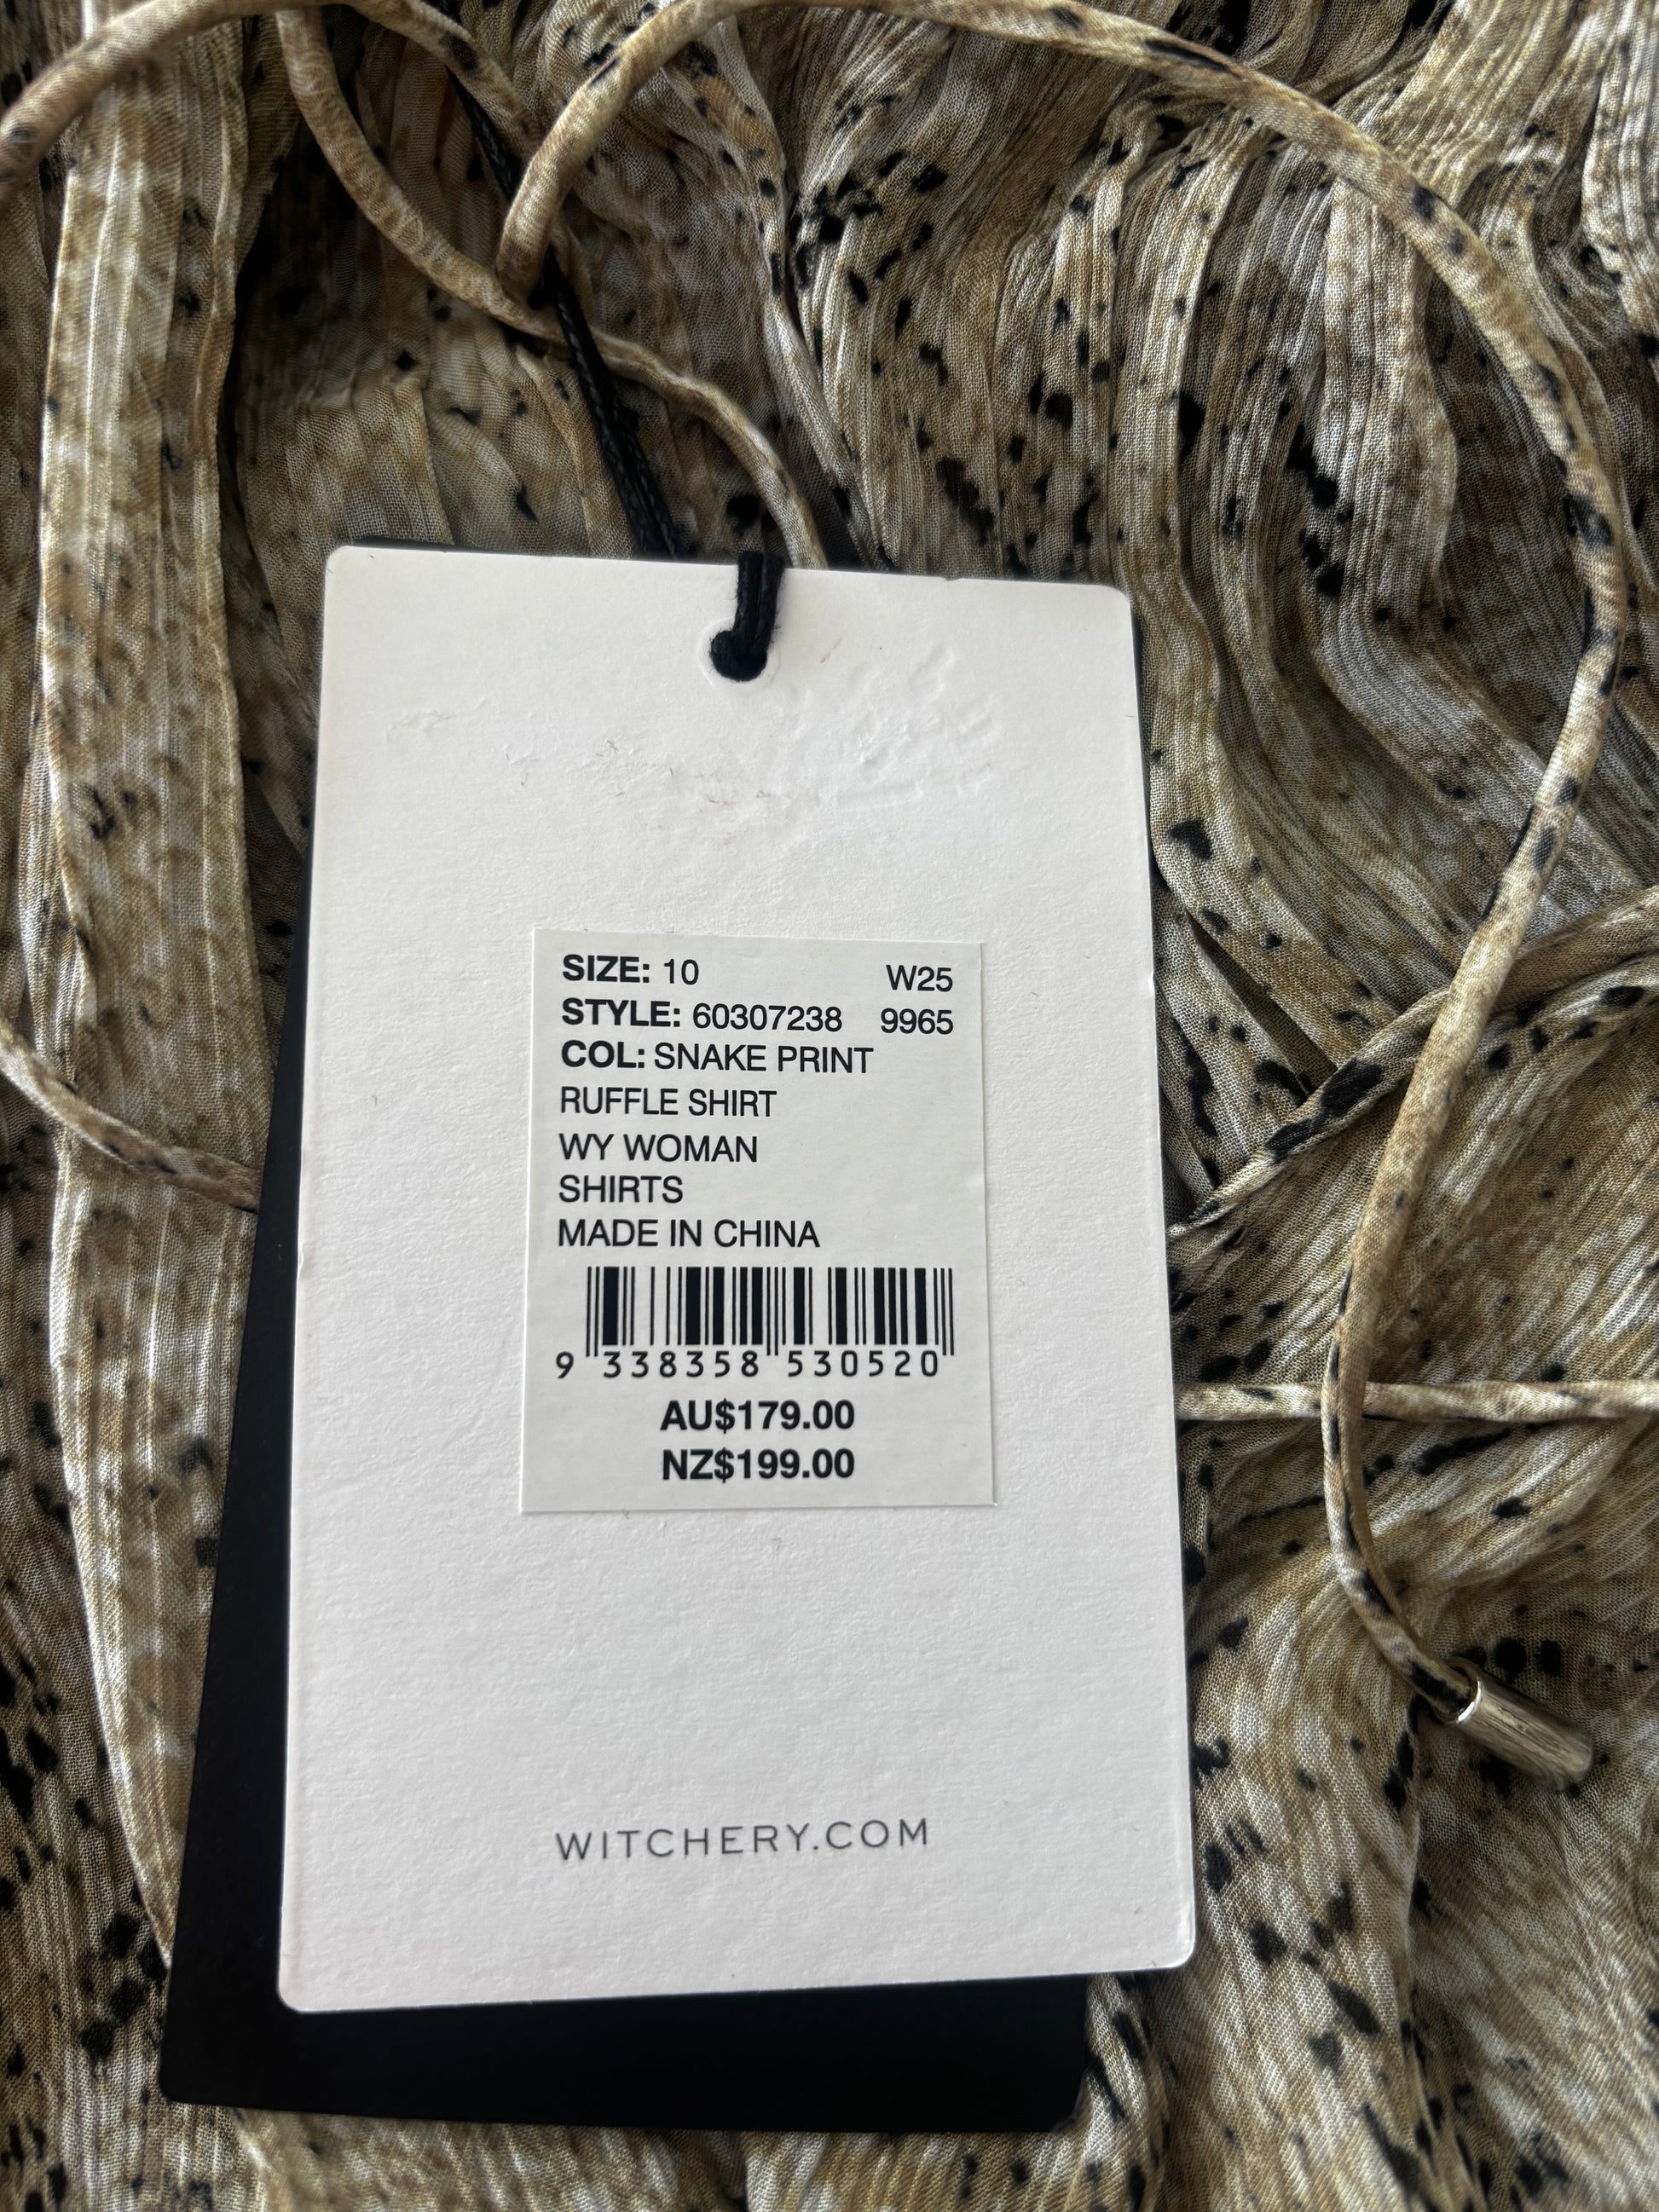 SIZE: 10 W25
STYLE: 60307238 9965
COL: SNAKE PRINT
RUFFLE SHIRT
WY WOMAN
SHIRTS
MADE IN CHINA
9 338358 530520
AU$179.00
NZ$199.00
WITCHERY.COM